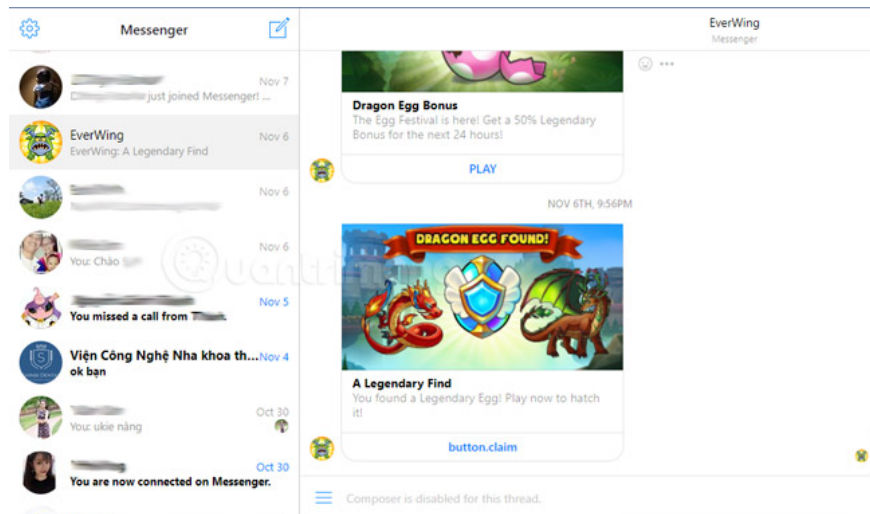 Messenger
EverWing
Messenger
Nov 7
just joined Messenger! ...
EverWing
Nov 6
EverWing: A Legendary Find
Nov 6
Nov 6
You: Chào
Nov 5
You missed a call from
Viện Công Nghệ Nha khoa th...Nov 4
ok bạn
Oct 30
You: ukie nàng
Oct 30
You are now connected on Messenger.
Dragon Egg Bonus
The Egg Festival is here! Get a 50% Legendary
Bonus for the next 24 hours!
PLAY
NOV 6TH, 9:56PM
DRAGON EGG FOUND!
A Legendary Find
You found a Legendary Egg! Play now to hatch
it!
button.claim
Composer is disabled for this thread.